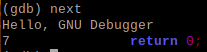 (gdb) next
Hello, GNU Debugger
7 return 0;